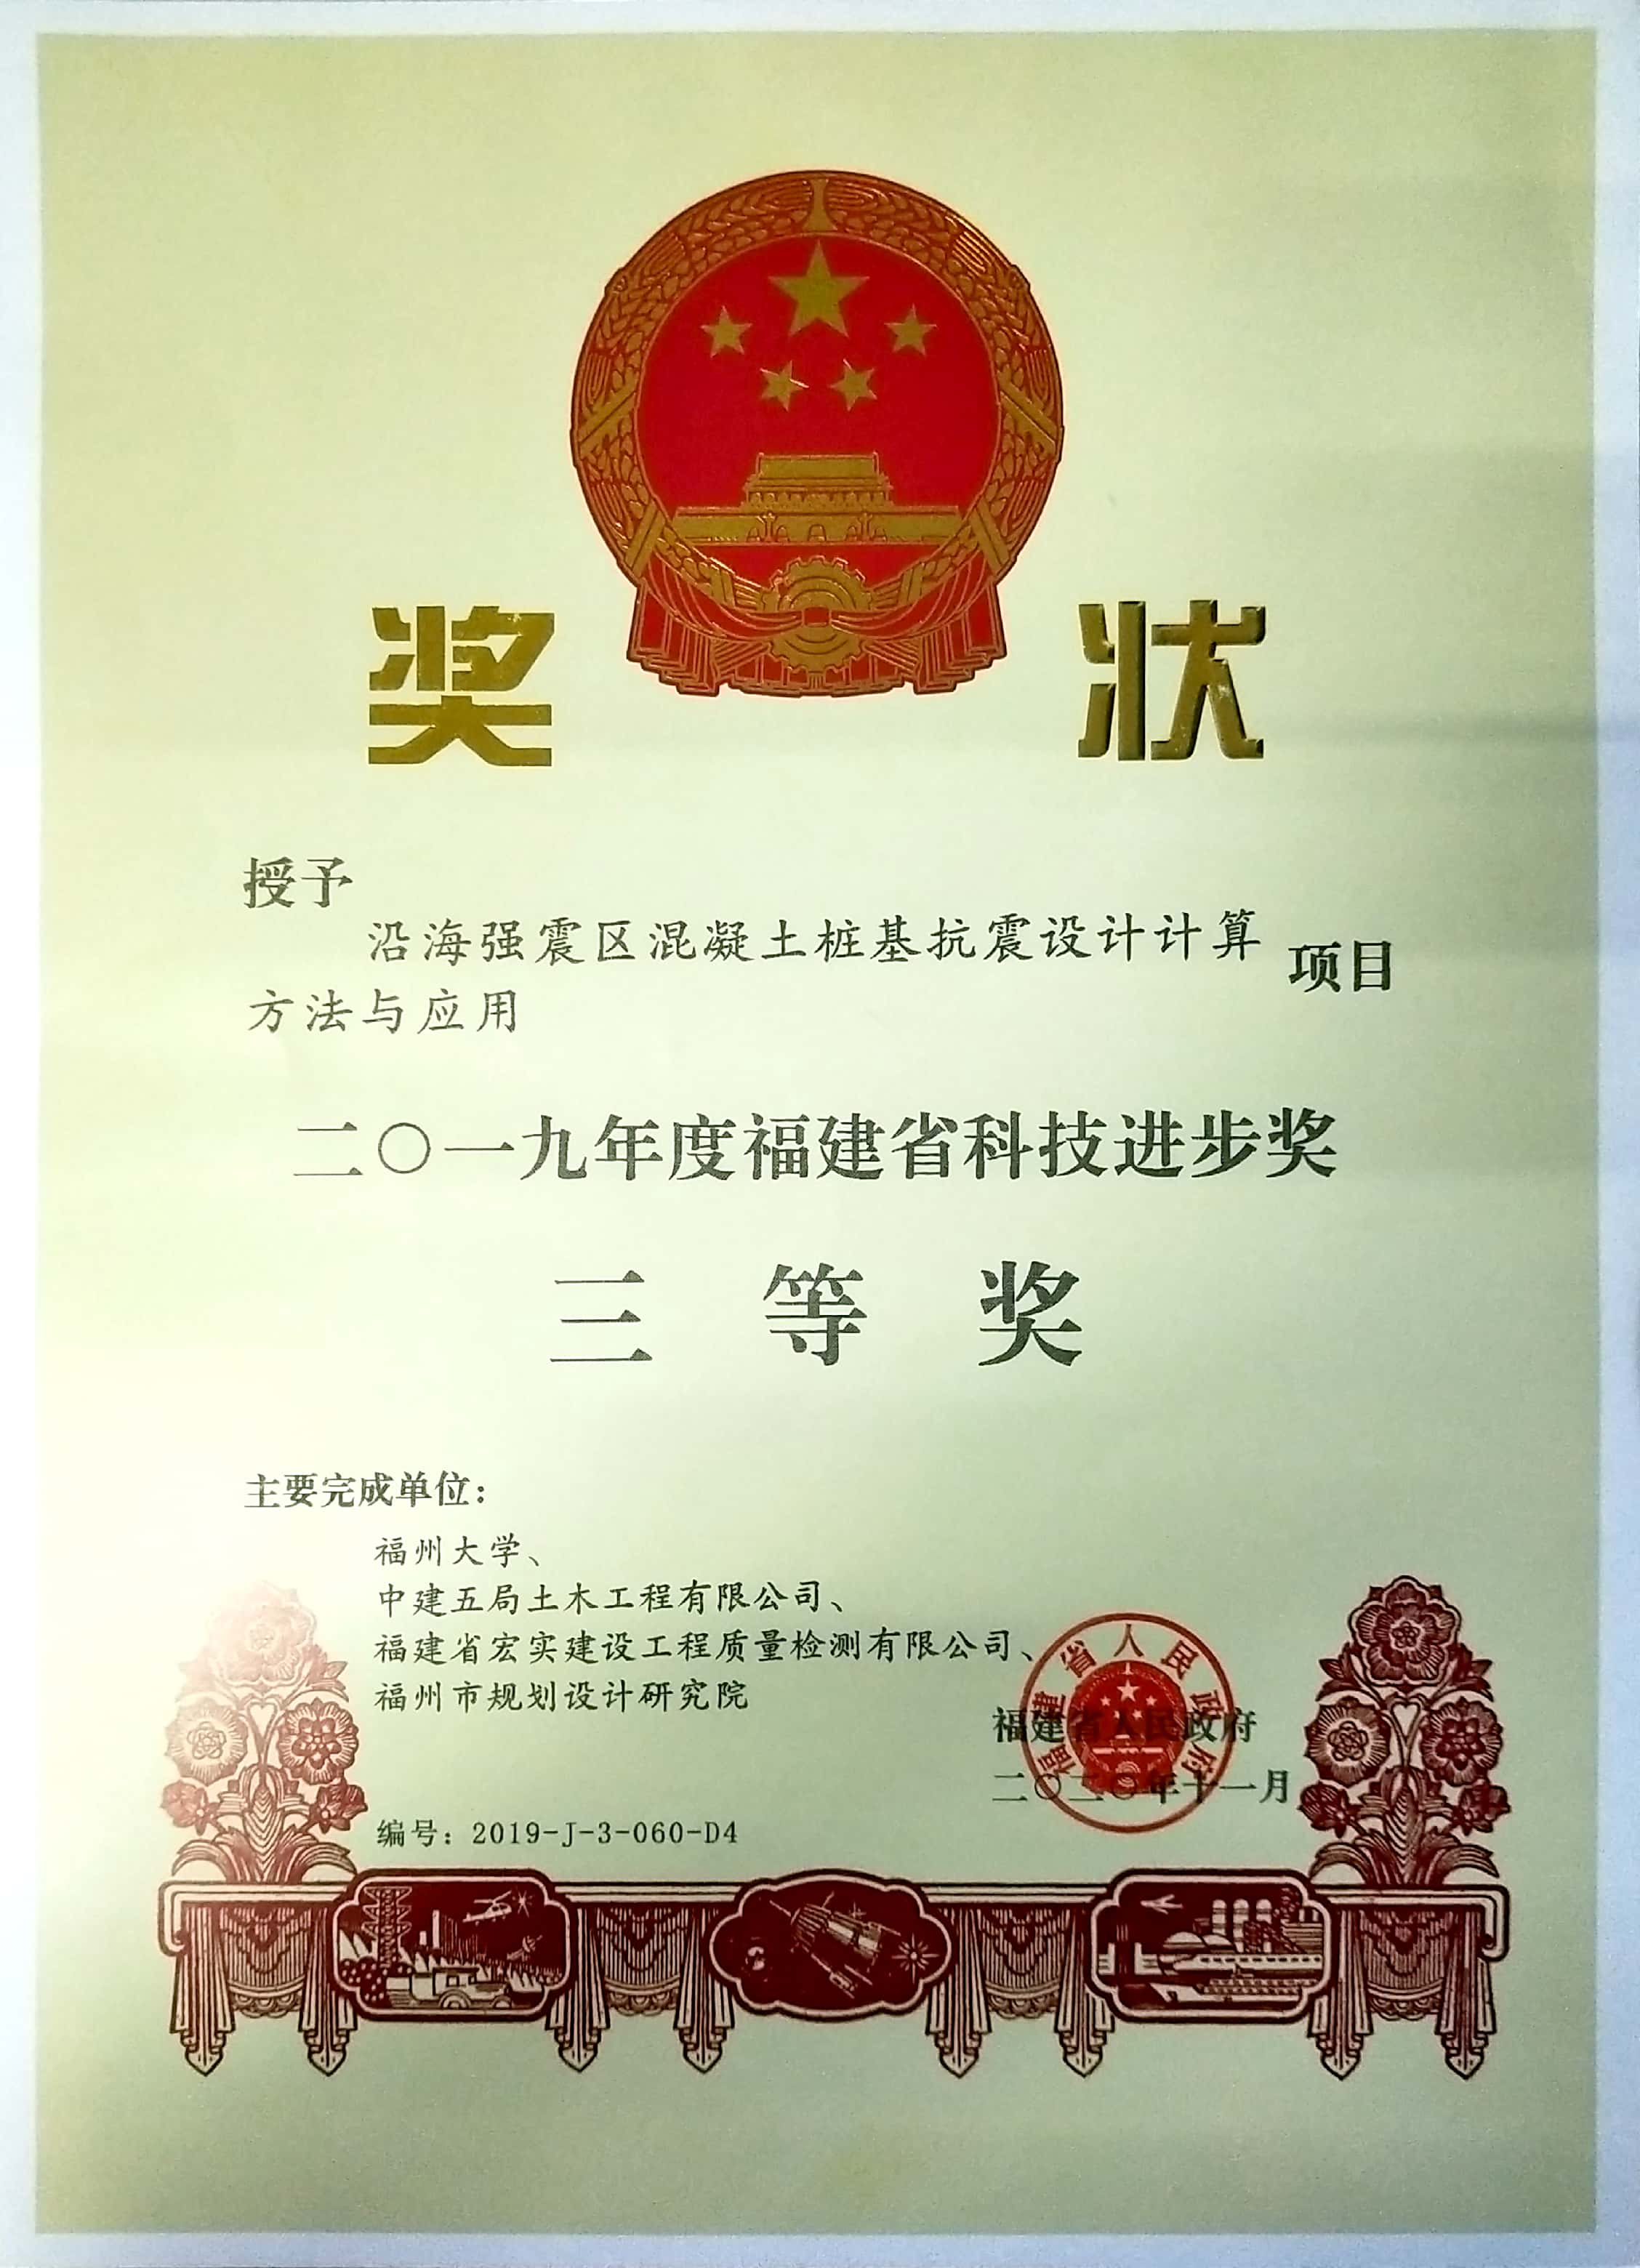 奖状
授予
沿海强震区混凝土桩基抗震设计计算
方法与应用
项目
二〇一九年度福建省科技进步奖
三等奖
主要完成单位：
福州大学、
中建五局土木工程有限公司、
福建省宏实建设工程质量检测有限公司、
福州市规划设计研究院
福建省人民政府
福建省人民政府
二〇二〇年十一月
编号：2019-J-3-060-D4